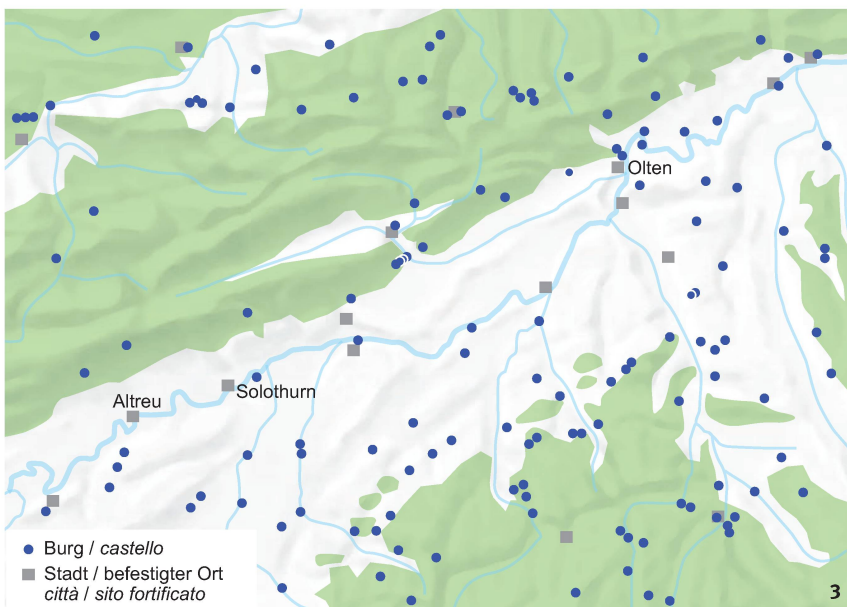 Olten
Solothurn
Altreu
Burg / castello
Stadt / befestigter Ort
città / sito fortificato
3